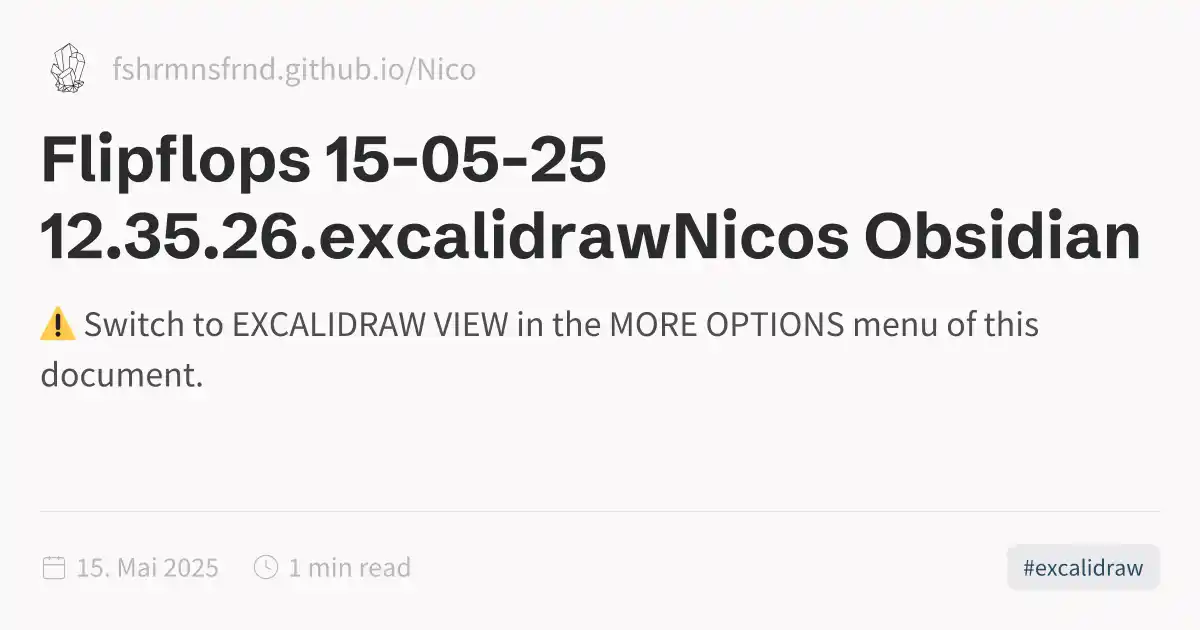 fshrmnsfrnd.github.io/Nico
Flipflops 15-05-25
12.35.26.excalidrawNicos Obsidian
⚠️ Switch to EXCALIDRAW VIEW in the MORE OPTIONS menu of this
document.
15. Mai 2025 1 min read #excalidraw